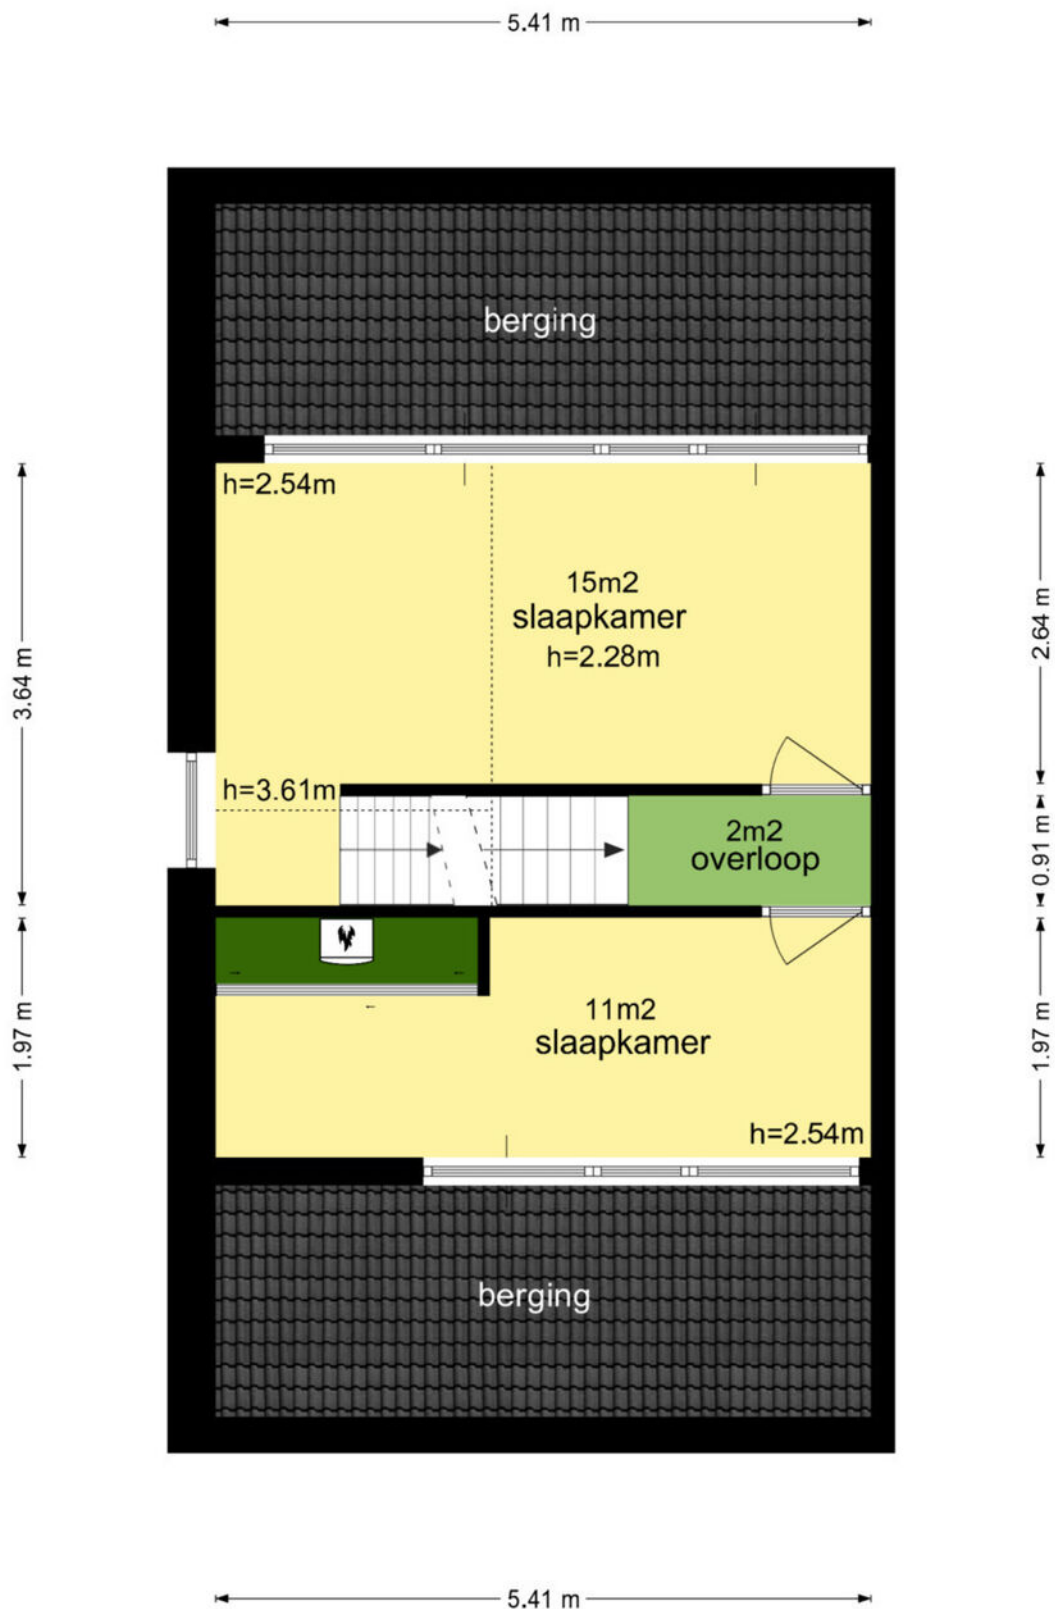 5.41 m
berging
h=2.54m
15m2
slaapkamer
h=2.28m
2.64 m
3.64 m
h=3.61m
2m2
overloop
0.91 m
11m2
slaapkamer
1.97 m
1.97 m
h=2.54m
berging
5.41 m